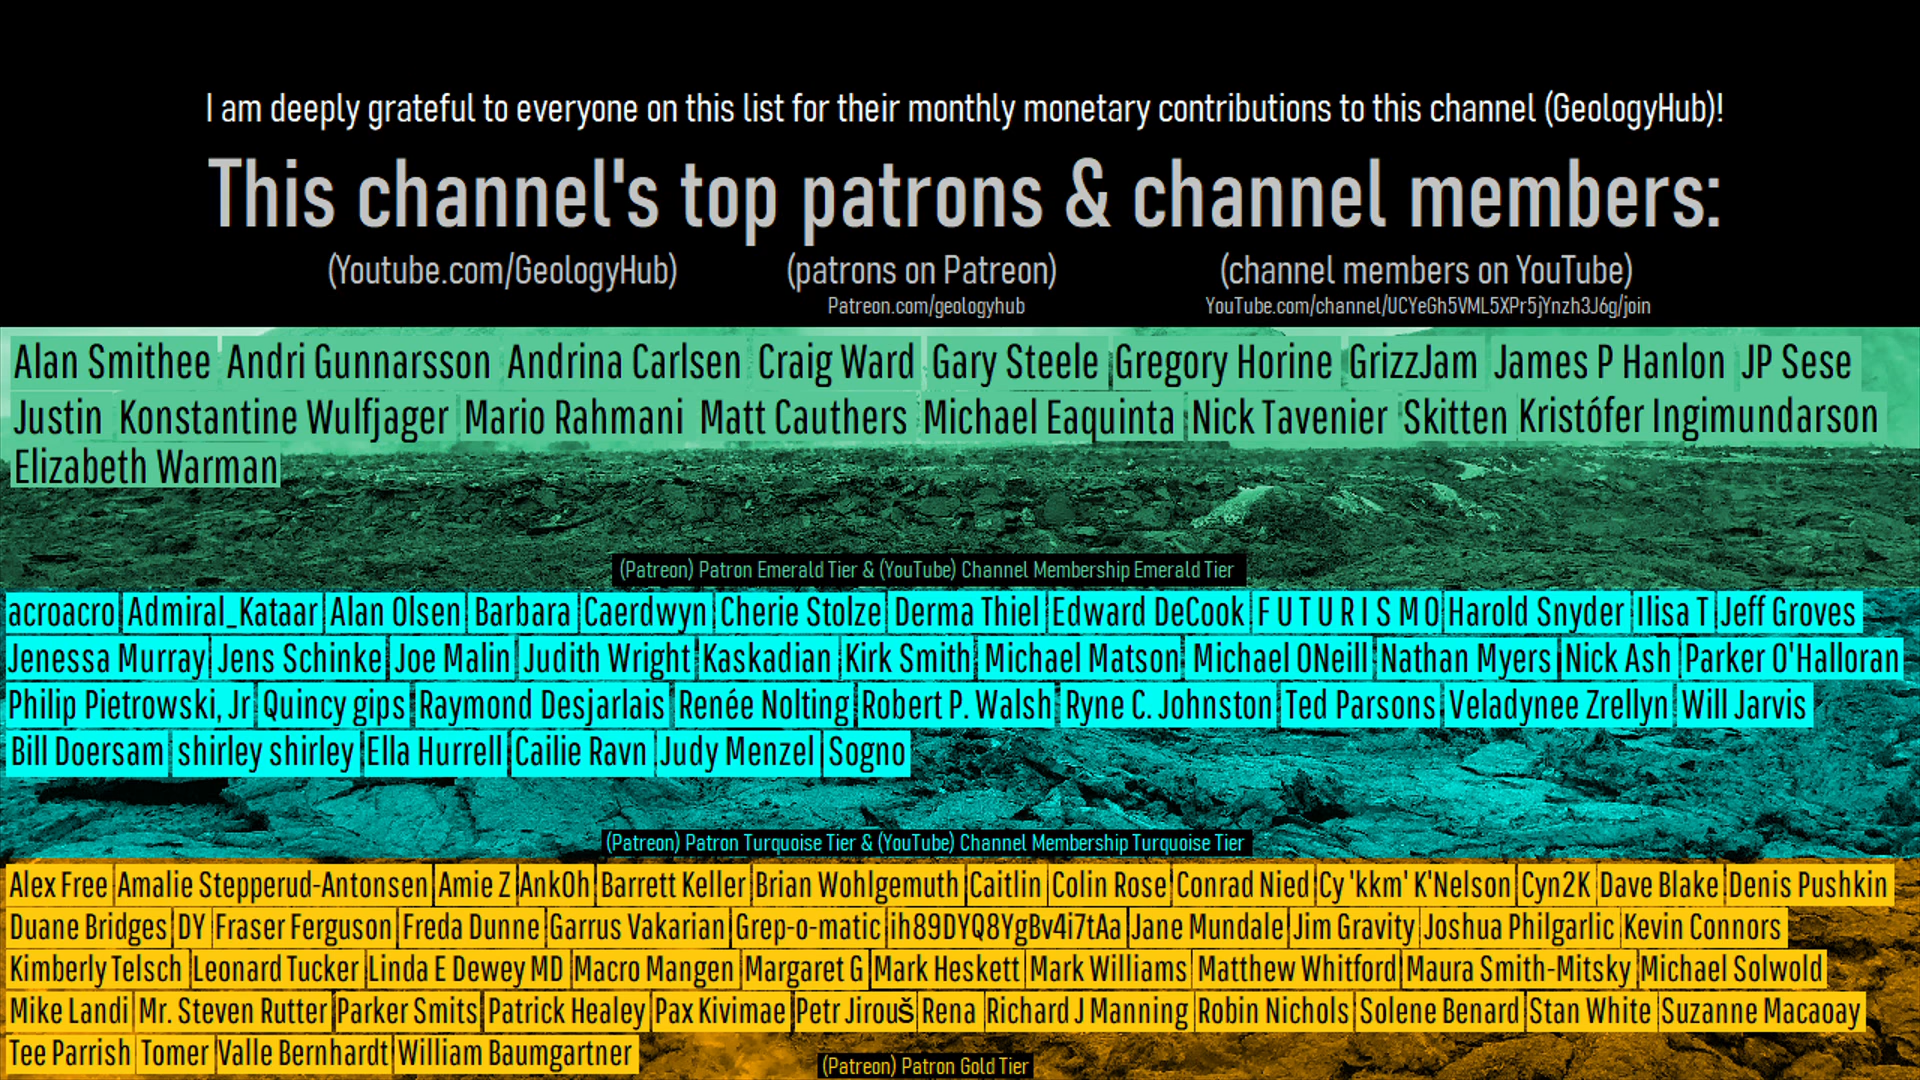 I am deeply grateful to everyone on this list for their monthly monetary contributions to this channel (GeologyHub)!
This channel's top patrons & channel members:
(Youtube.com/GeologyHub) (patrons on Patreon) (channel members on YouTube)
Patreon.com/geologyhub YouTube.com/channel/UCYeGh5VML5XPr5jYnzh3J6g/join
Alan Smithee Andri Gunnarsson Andrina Carlsen Craig Ward Gary Steele Gregory Horine GrizzJam James P Hanlon JP Sese
Justin Konstantine Wulfjager Mario Rahmani Matt Cauthers Michael Eaquinta Nick Tavenier Skitten Kristófer Ingimundarson
Elizabeth Warman
(Patreon) Patron Emerald Tier & (YouTube) Channel Membership Emerald Tier
acroacro Admiral_Kataar Alan Olsen Barbara Caerdwyn Cherie Stolze Derma Thiel Edward DeCook F U T U R I S M O Harold Snyder Ilisa T Jeff Groves
Jenessa Murray Jens Schinke Joe Malin Judith Wright Kaskadian Kirk Smith Michael Matson Michael ONeill Nathan Myers Nick Ash Parker O'Halloran
Philip Pietrowski, Jr Quincy gips Raymond Desjarlais Renée Nolting Robert P. Walsh Ryne C. Johnston Ted Parsons Veladynee Zrellyn Will Jarvis
Bill Doersam shirley shirley Ella Hurrell Cailie Ravn Judy Menzel Sogno
(Patreon) Patron Turquoise Tier & (YouTube) Channel Membership Turquoise Tier
Alex Free Amalie Stepperud-Antonsen Amie Z AnkOh Barrett Keller Brian Wohlgemuth Caitlin Colin Rose Conrad Nied Cy 'kkm' K'Nelson Cyn2K Dave Blake Denis Pushkin
Duane Bridges DY Fraser Ferguson Freda Dunne Garrus Vakarian Grep-o-matic ih89DYQ8YgBv4i7tAa Jane Mundale Jim Gravity Joshua Philgarlic Kevin Connors
Kimberly Telsch Leonard Tucker Linda E Dewey MD Macro Mangen Margaret G Mark Heskett Mark Williams Matthew Whitford Maura Smith-Mitsky Michael Solwold
Mike Landi Mr. Steven Rutter Parker Smits Patrick Healey Pax Kivimae Petr Jirouš Rena Richard J Manning Robin Nichols Solene Benard Stan White Suzanne Macaoay
Tee Parrish Tomer Valle Bernhardt William Baumgartner
(Patreon) Patron Gold Tier